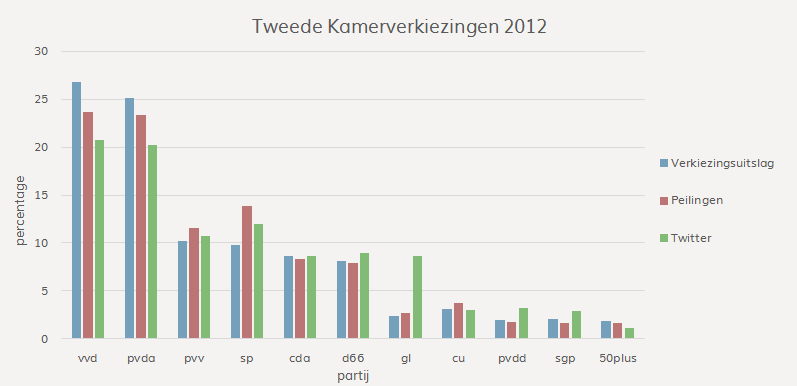 Tweede Kamerverkiezingen 2012
30
25
20
15
10
5
0
percentage
vvd pvda pvv sp cda d66 gl cu pvdd sgp 50plus
partij
Verkiezingsuitslag
Peilingen
Twitter